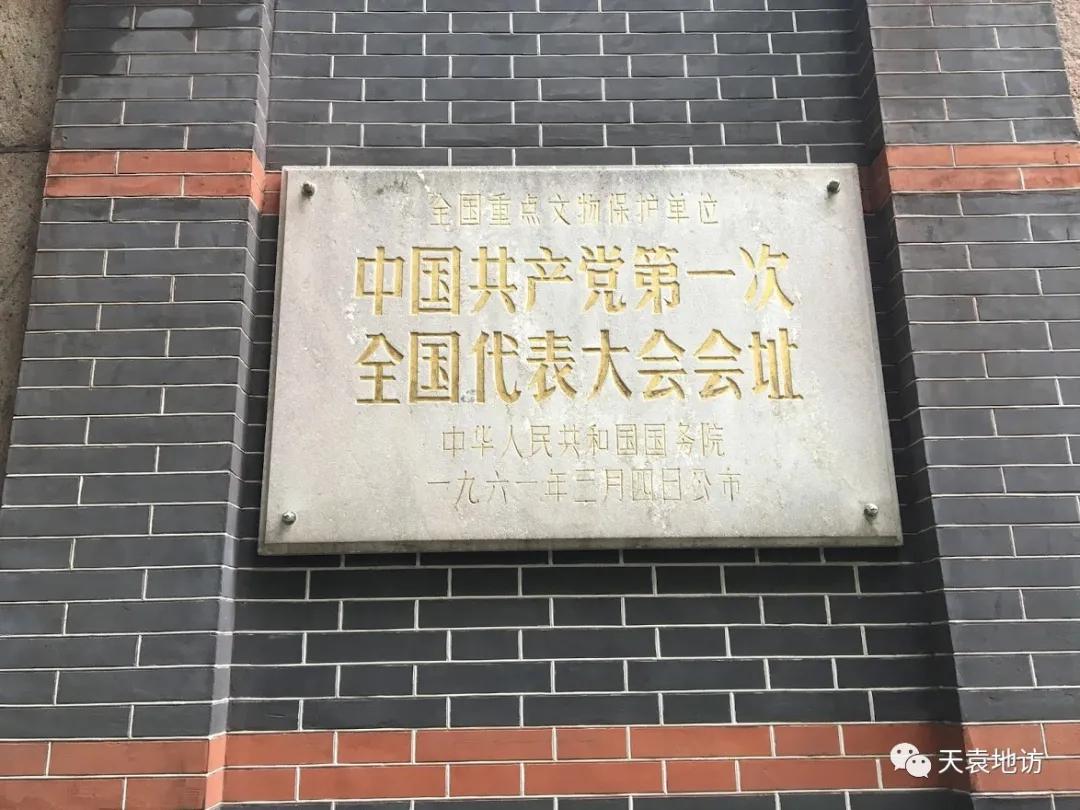 全国重点文物保护单位
中国共产党第一次
全国代表大会会址
中华人民共和国国务院
一九六一年三月四日公布
天袁地访